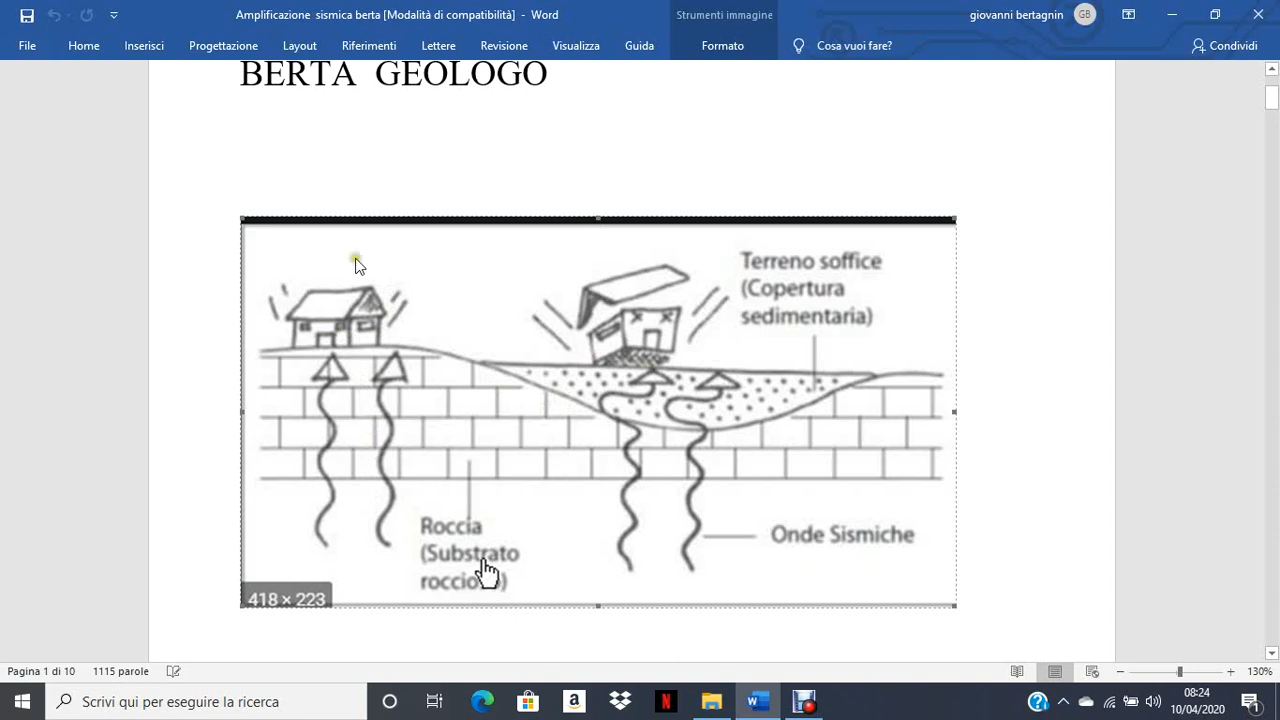 Amplificazione sismica berta [Modalità di compatibilità] - Word
Strumenti immagine
giovanni bertagnin
GB
File
Home
Inserisci
Progettazione
Layout
Riferimenti
Lettere
Revisione
Visualizza
Guida
Formato
Cosa vuoi fare?
Condividi
BERTA GEOLOGO
Terreno soffice
(Copertura
sedimentaria)
Roccia
(Substrato
Onde Sismiche
418 × 223
Pagina 1 di 10
1115 parole
130%
Scrivi qui per eseguire la ricerca
08:24
10/04/2020